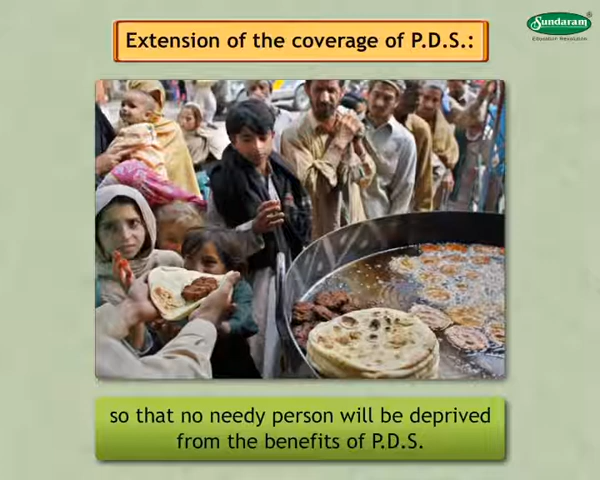 Sundaram
Education Revolution
Extension of the coverage of P.D.S.:
so that no needy person will be deprived
from the benefits of P.D.S.